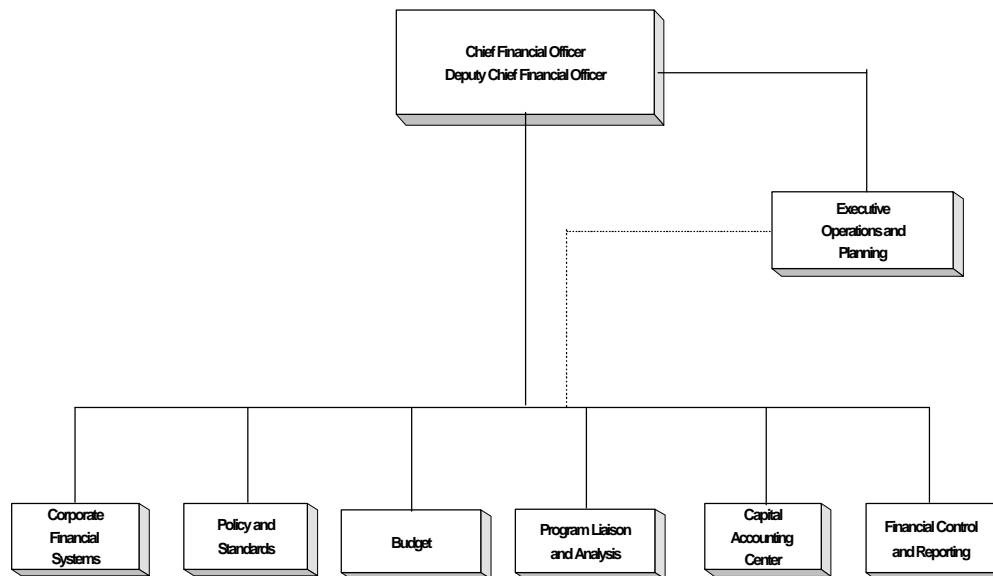 Chief Financial Officer
Deputy Chief Financial Officer
Executive
Operations and
Planning
Corporate
Financial
Systems
Policy and
Standards
Budget
Program Liaison
and Analysis
Capital
Accounting
Center
Financial Control
and Reporting